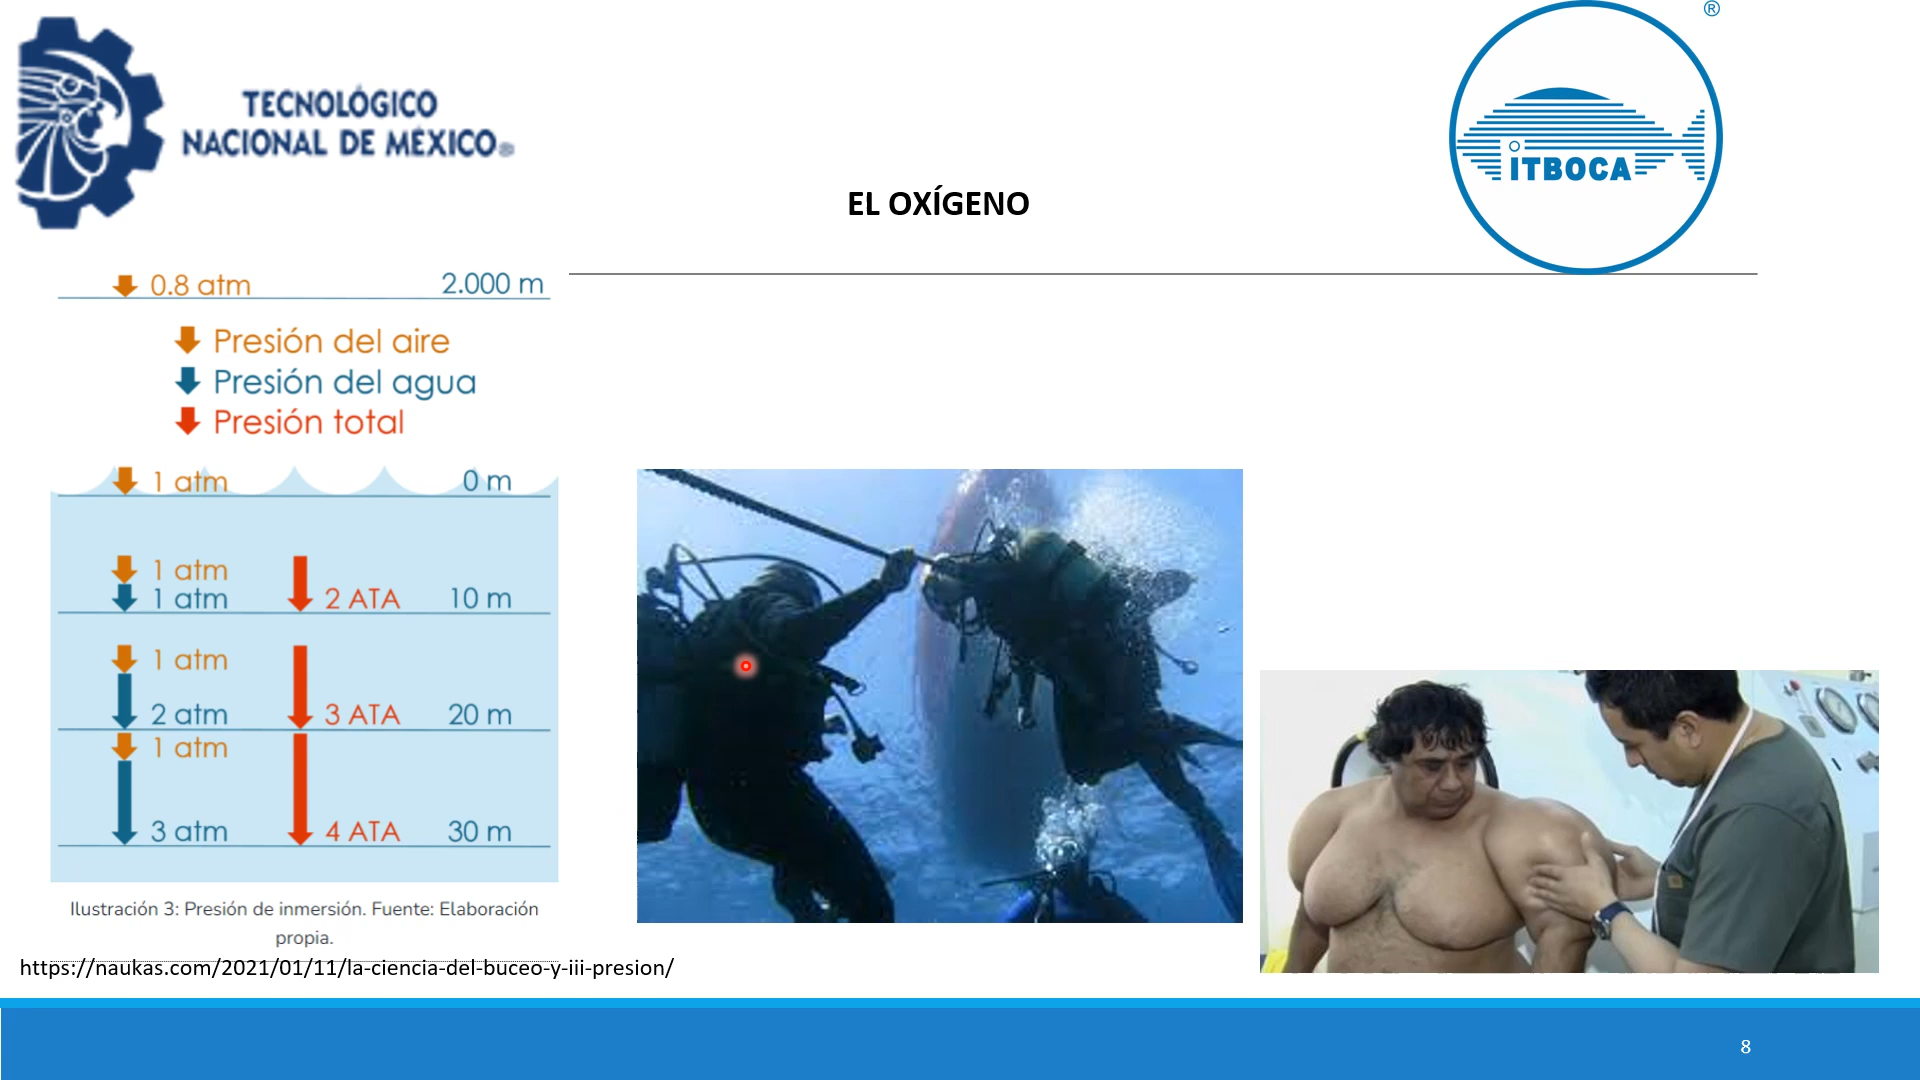 TECNOLÓGICO
NACIONAL DE MÉXICO®
®
ITBOCA
EL OXÍGENO
0.8 atm 2.000 m
Presión del aire
Presión del agua
Presión total
1 atm 0 m
1 atm
1 atm 2 ATA 10 m
1 atm
2 atm 3 ATA 20 m
1 atm
3 atm 4 ATA 30 m
Ilustración 3: Presión de inmersión. Fuente: Elaboración
propia.
https://naukas.com/2021/01/11/la-ciencia-del-buceo-y-iii-presion/
8